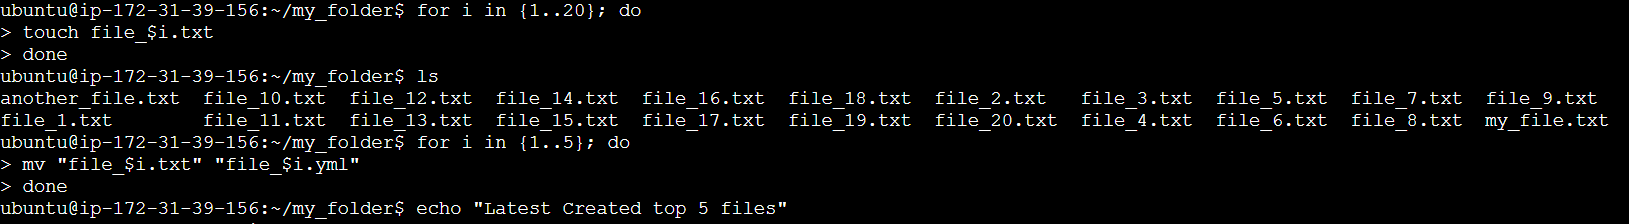 ubuntu@ip-172-31-39-156:~/my_folder$ for i in {1..20}; do
> touch file_$i.txt
> done
ubuntu@ip-172-31-39-156:~/my_folder$ ls
another_file.txt  file_10.txt  file_12.txt  file_14.txt  file_16.txt  file_18.txt  file_2.txt   file_3.txt  file_5.txt  file_7.txt  file_9.txt
file_1.txt        file_11.txt  file_13.txt  file_15.txt  file_17.txt  file_19.txt  file_20.txt  file_4.txt  file_6.txt  file_8.txt  my_file.txt
ubuntu@ip-172-31-39-156:~/my_folder$ for i in {1..5}; do
> mv "file_$i.txt" "file_$i.yml"
> done
ubuntu@ip-172-31-39-156:~/my_folder$ echo "Latest Created top 5 files"